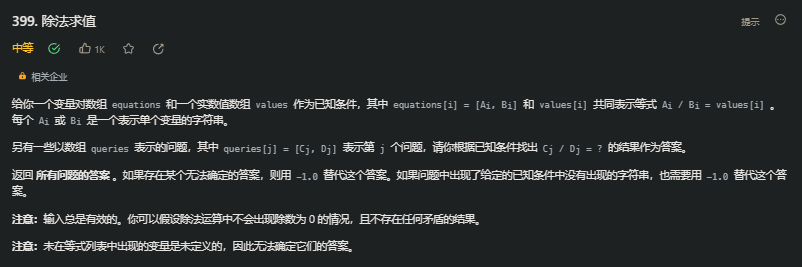 399. 除法求值
提示
中等 1K
相关企业
给你一个变量对数组 equations 和一个实数值数组 values 作为已知条件，其中 equations[i] = [Ai, Bi] 和 values[i] 共同表示等式 Ai / Bi = values[i] 。
每个 Ai 或 Bi 是一个表示单个变量的字符串。
另有一些以数组 queries 表示的问题，其中 queries[j] = [Cj, Dj] 表示第 j 个问题，请你根据已知条件找出 Cj / Dj = ? 的结果作为答案。
返回 所有问题的答案 。如果存在某个无法确定的答案，则用 -1.0 替代这个答案。如果问题中出现了给定的已知条件中没有出现的字符串，也需要用 -1.0 替代这个答
案。
注意：输入总是有效的。你可以假设除法运算中不会出现除数为 0 的情况，且不存在任何矛盾的结果。
注意：未在等式列表中出现的变量是未定义的，因此无法确定它们的答案。